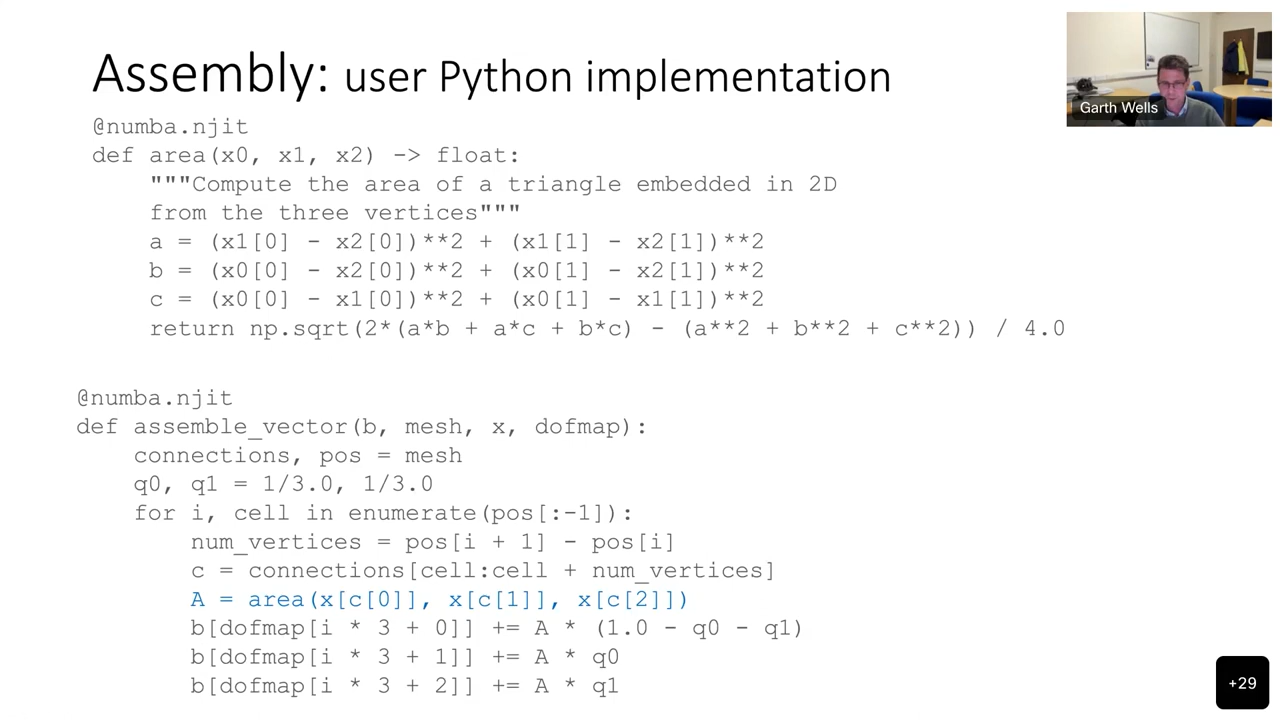 Assembly: user Python implementation
Garth Wells
@numba.njit
def area(x0, x1, x2) -> float:
    """Compute the area of a triangle embedded in 2D
    from the three vertices"""
    a = (x1[0] - x2[0])**2 + (x1[1] - x2[1])**2
    b = (x0[0] - x2[0])**2 + (x0[1] - x2[1])**2
    c = (x0[0] - x1[0])**2 + (x0[1] - x1[1])**2
    return np.sqrt(2*(a*b + a*c + b*c) - (a**2 + b**2 + c**2)) / 4.0
@numba.njit
def assemble_vector(b, mesh, x, dofmap):
    connections, pos = mesh
    q0, q1 = 1/3.0, 1/3.0
    for i, cell in enumerate(pos[:-1]):
        num_vertices = pos[i + 1] - pos[i]
        c = connections[cell:cell + num_vertices]
        A = area(x[c[0]], x[c[1]], x[c[2]])
        b[dofmap[i * 3 + 0]] += A * (1.0 - q0 - q1)
        b[dofmap[i * 3 + 1]] += A * q0
        b[dofmap[i * 3 + 2]] += A * q1
+29